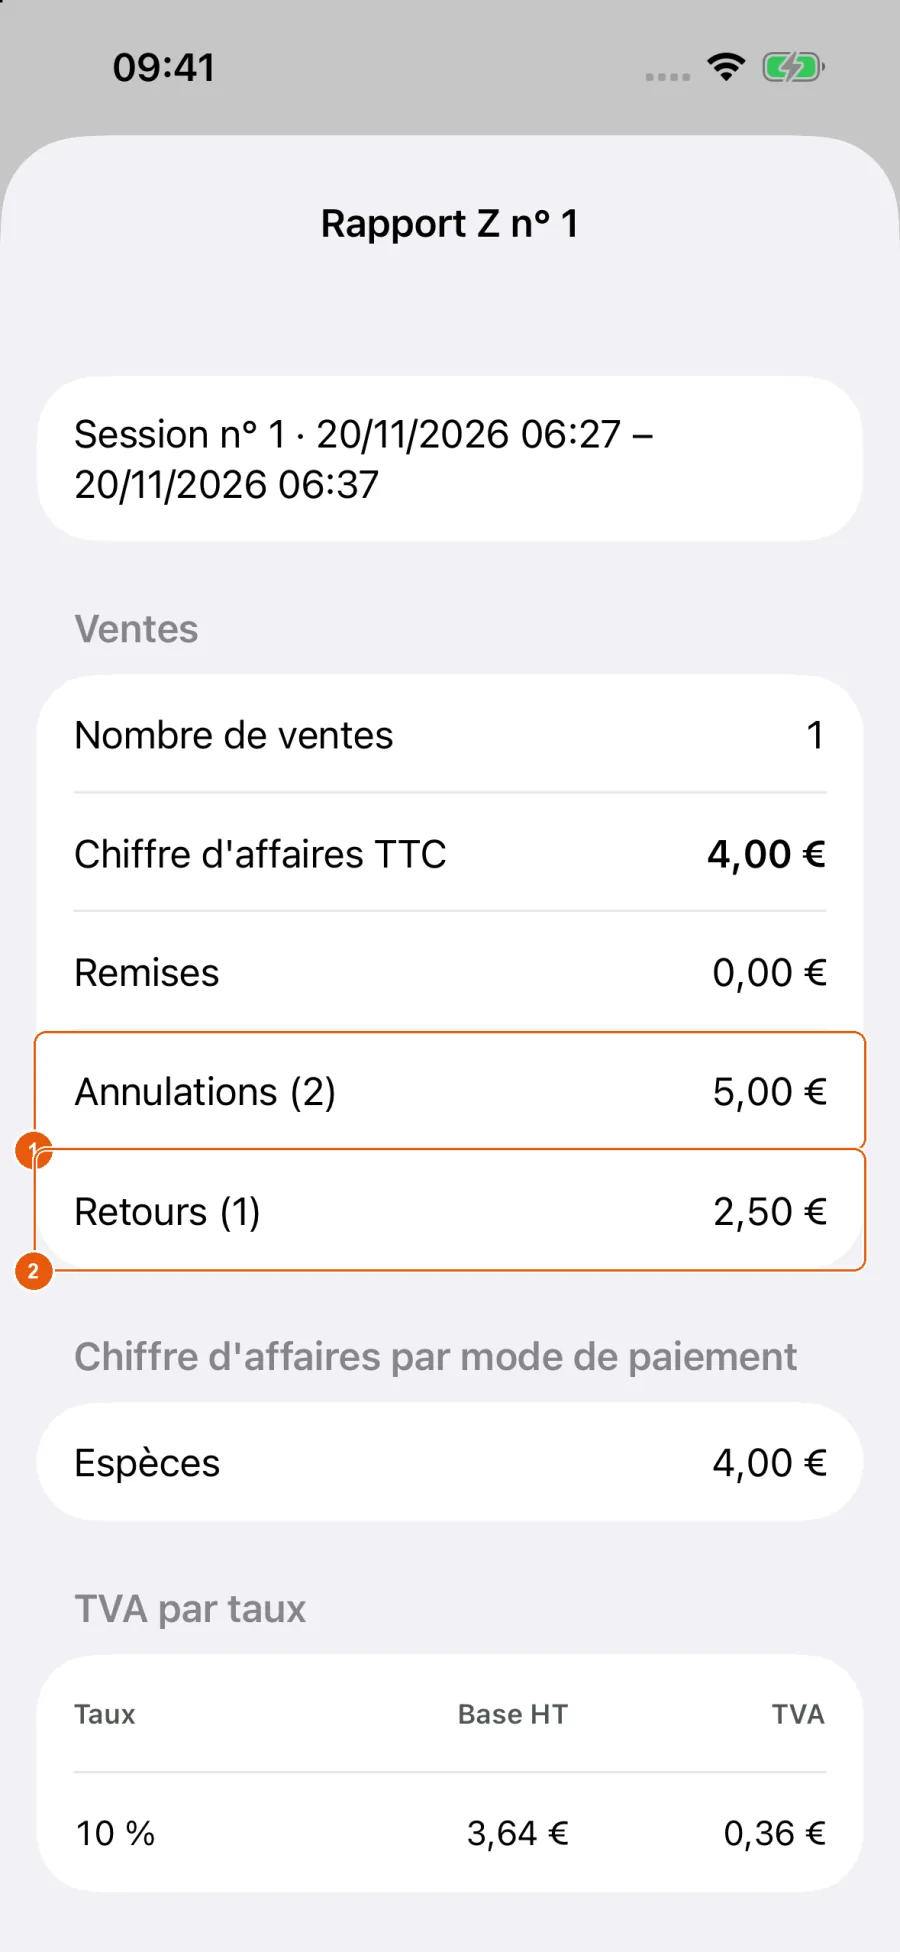 09:41
Rapport Z n° 1
Session n° 1 · 20/11/2026 06:27 –
20/11/2026 06:37
Ventes
Nombre de ventes 1
Chiffre d'affaires TTC 4,00 €
Remises 0,00 €
Annulations (2) 5,00 €
1
Retours (1) 2,50 €
2
Chiffre d'affaires par mode de paiement
Espèces 4,00 €
TVA par taux
Taux Base HT TVA
10 % 3,64 € 0,36 €